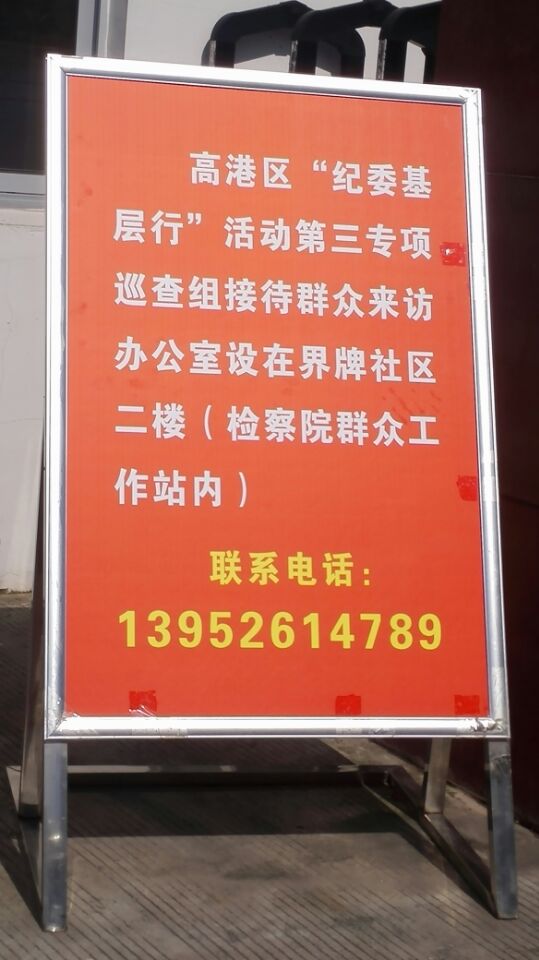 高港区“纪委基
层行”活动第三专项
巡查组接待群众来访
办公室设在界牌社区
二楼（检察院群众工
作站内）
联系电话：
13952614789